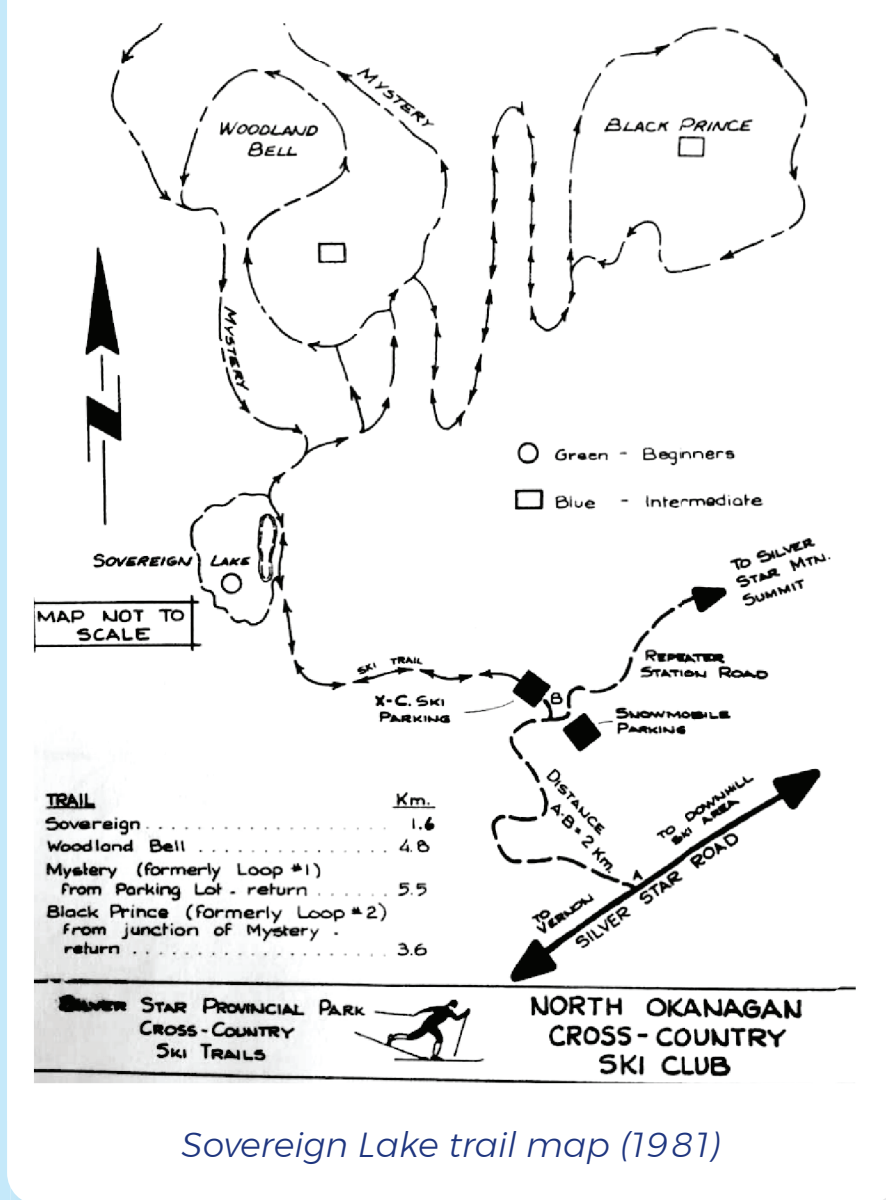 MYSTERY
WOODLAND
BELL
BLACK PRINCE
MYSTERY
Green - Beginners
Blue - Intermediate
SOVEREIGN LAKE
TO SILVER
STAR MTN.
SUMMIT
MAP NOT TO
SCALE
SKI TRAIL
REPEATER
STATION ROAD
X-C. SKI
PARKING
B
SNOWMOBILE
PARKING
DISTANCE
A-B = 2 Km.
TO DOWNHILL
SKI AREA
A
TO
VERNON
SILVER STAR ROAD
TRAIL Km.
Sovereign . . . . . . . . . . . . . . . . . . . . 1.6
Woodland Bell . . . . . . . . . . . . . . . . 4.8
Mystery (formerly Loop #1)
from Parking Lot - return . . . . . . 5.5
Black Prince (formerly Loop #2)
from junction of Mystery -
return . . . . . . . . . . . . . . . . . . . . . 3.6
SILVER STAR PROVINCIAL PARK
CROSS-COUNTRY
SKI TRAILS
NORTH OKANAGAN
CROSS-COUNTRY
SKI CLUB
Sovereign Lake trail map (1981)